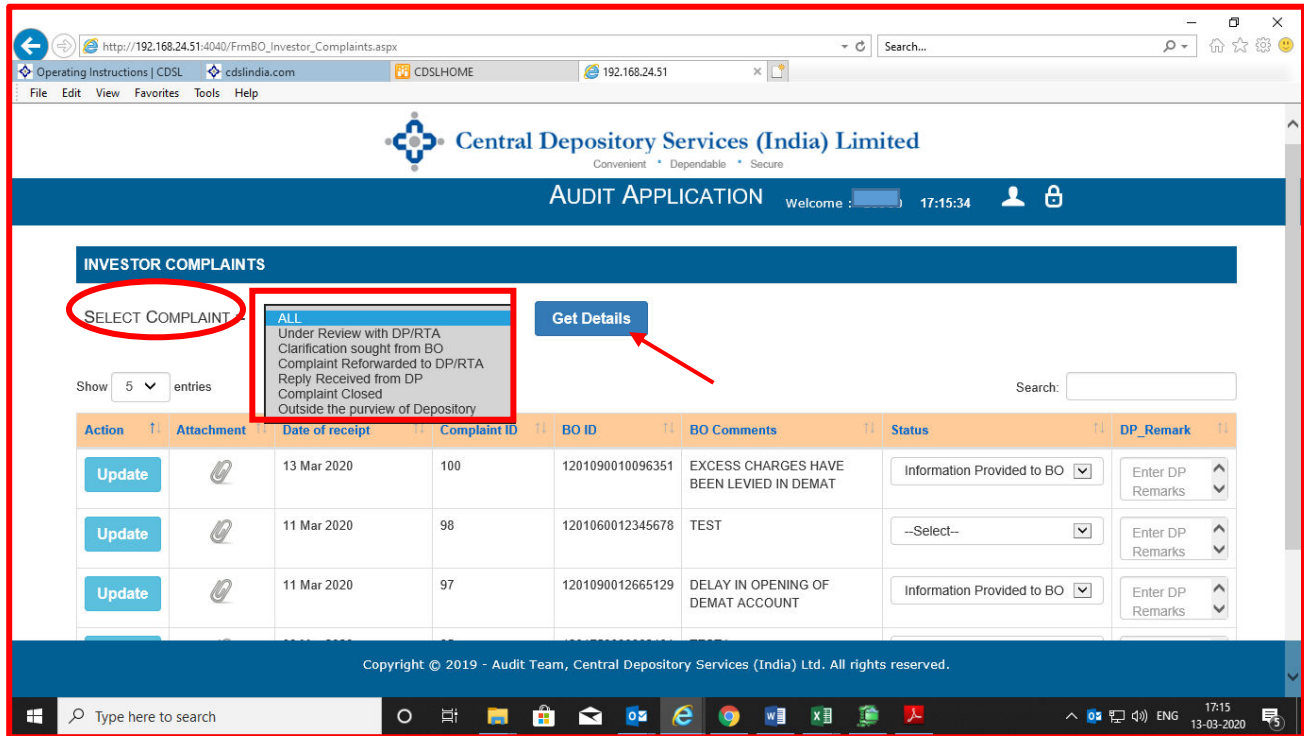 http://192.168.24.51:4040/FrmBO_Investor_Complaints.aspx
Search...
Operating Instructions | CDSL
cdslindia.com
CDSLHOME
192.168.24.51
File Edit View Favorites Tools Help
Central Depository Services (India) Limited
Convenient * Dependable * Secure
AUDIT APPLICATION Welcome : 17:15:34
INVESTOR COMPLAINTS
SELECT COMPLAINT -
ALL
Under Review with DP/RTA
Clarification sought from BO
Complaint Reforwarded to DP/RTA
Reply Received from DP
Complaint Closed
Outside the purview of Depository
Get Details
Show 5 entries
Search:
Action Attachment Date of receipt Complaint ID BO ID BO Comments Status DP_Remark
Update 13 Mar 2020 100 1201090010096351 EXCESS CHARGES HAVE Information Provided to BO Enter DP
BEEN LEVIED IN DEMAT Remarks
Update 11 Mar 2020 98 1201060012345678 TEST --Select-- Enter DP
Remarks
Update 11 Mar 2020 97 1201090012665129 DELAY IN OPENING OF Information Provided to BO Enter DP
DEMAT ACCOUNT Remarks
Copyright © 2019 - Audit Team, Central Depository Services (India) Ltd. All rights reserved.
Type here to search
ENG
17:15
13-03-2020
5